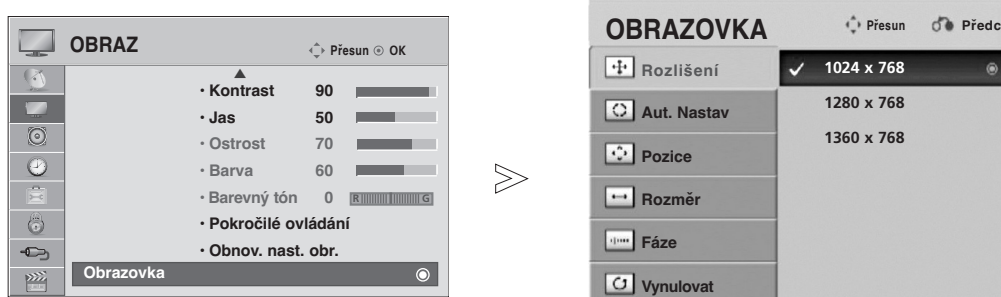 OBRAZ
Přesun OK
Kontrast 90
Jas 50
Ostrost 70
Barva 60
Barevný tón 0 R G
Pokročilé ovládání
Obnov. nast. obr.
Obrazovka
OBRAZOVKA Přesun Předc
Rozlišení
Aut. Nastav
Pozice
Rozměr
Fáze
Vynulovat
1024 x 768
1280 x 768
1360 x 768